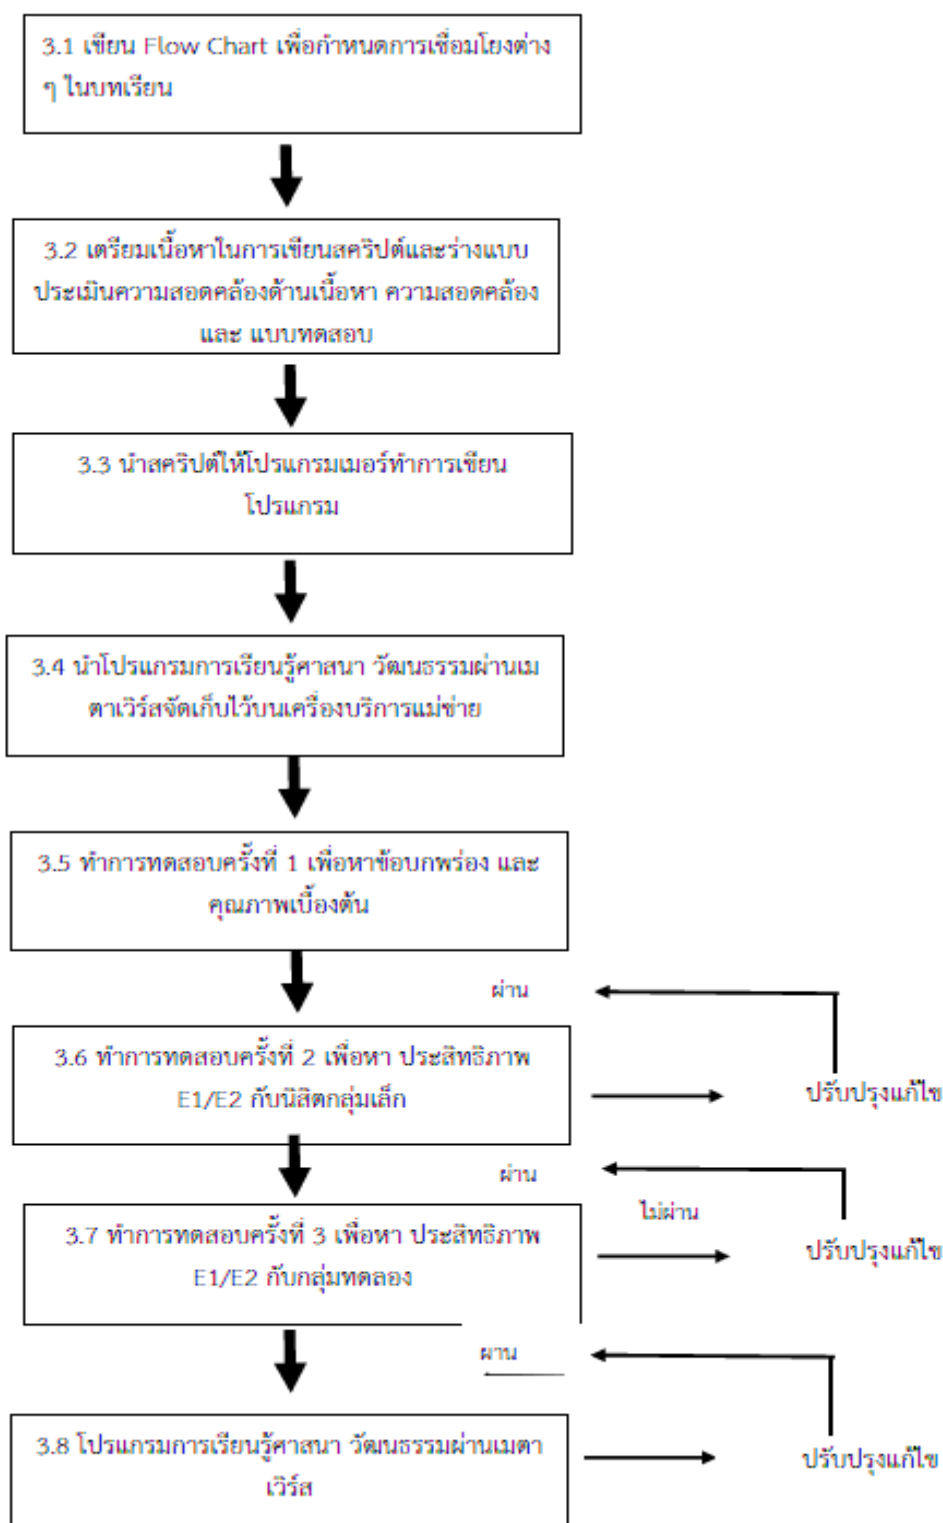 3.1 เขียน Flow Chart เพื่อกำหนดการเชื่อมโยงต่าง
ๆ ในบทเรียน
3.2 เตรียมเนื้อหาในการเขียนสคริปต์และร่างแบบ
ประเมินความสอดคล้องด้านเนื้อหา ความสอดคล้อง
และ แบบทดสอบ
3.3 นำสคริปต์ให้โปรแกรมเมอร์ทำการเขียน
โปรแกรม
3.4 นำโปรแกรมการเรียนรู้ศาสนา วัฒนธรรมผ่านเม
ตาเวิร์สจัดเก็บไว้บนเครื่องบริการแม่ข่าย
3.5 ทำการทดสอบครั้งที่ 1 เพื่อหาข้อบกพร่อง และ
คุณภาพเบื้องต้น
ผ่าน
3.6 ทำการทดสอบครั้งที่ 2 เพื่อหา ประสิทธิภาพ
E1/E2 กับนิสิตกลุ่มเล็ก
ปรับปรุงแก้ไข
ผ่าน
ไม่ผ่าน
3.7 ทำการทดสอบครั้งที่ 3 เพื่อหา ประสิทธิภาพ
E1/E2 กับกลุ่มทดลอง
ปรับปรุงแก้ไข
ผาน
3.8 โปรแกรมการเรียนรู้ศาสนา วัฒนธรรมผ่านเมตา
เวิร์ส
ปรับปรุงแก้ไข